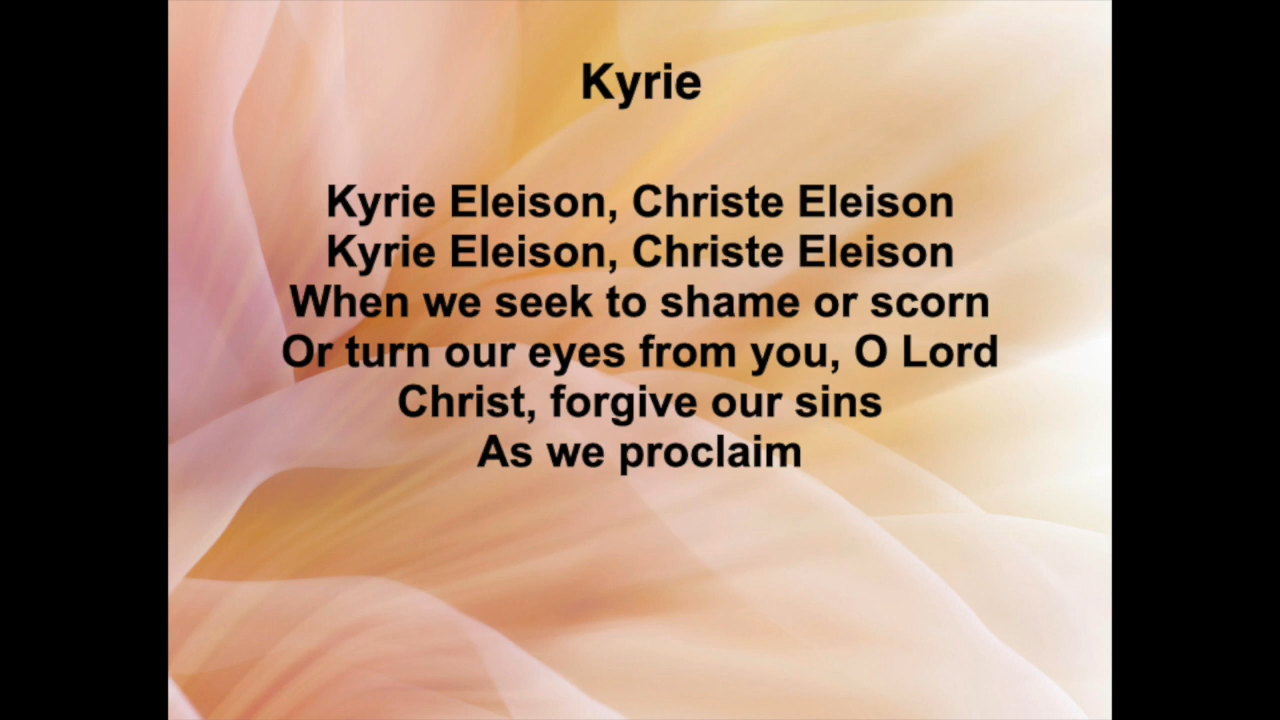 Kyrie
Kyrie Eleison, Christe Eleison
Kyrie Eleison, Christe Eleison
When we seek to shame or scorn
Or turn our eyes from you, O Lord
Christ, forgive our sins
As we proclaim